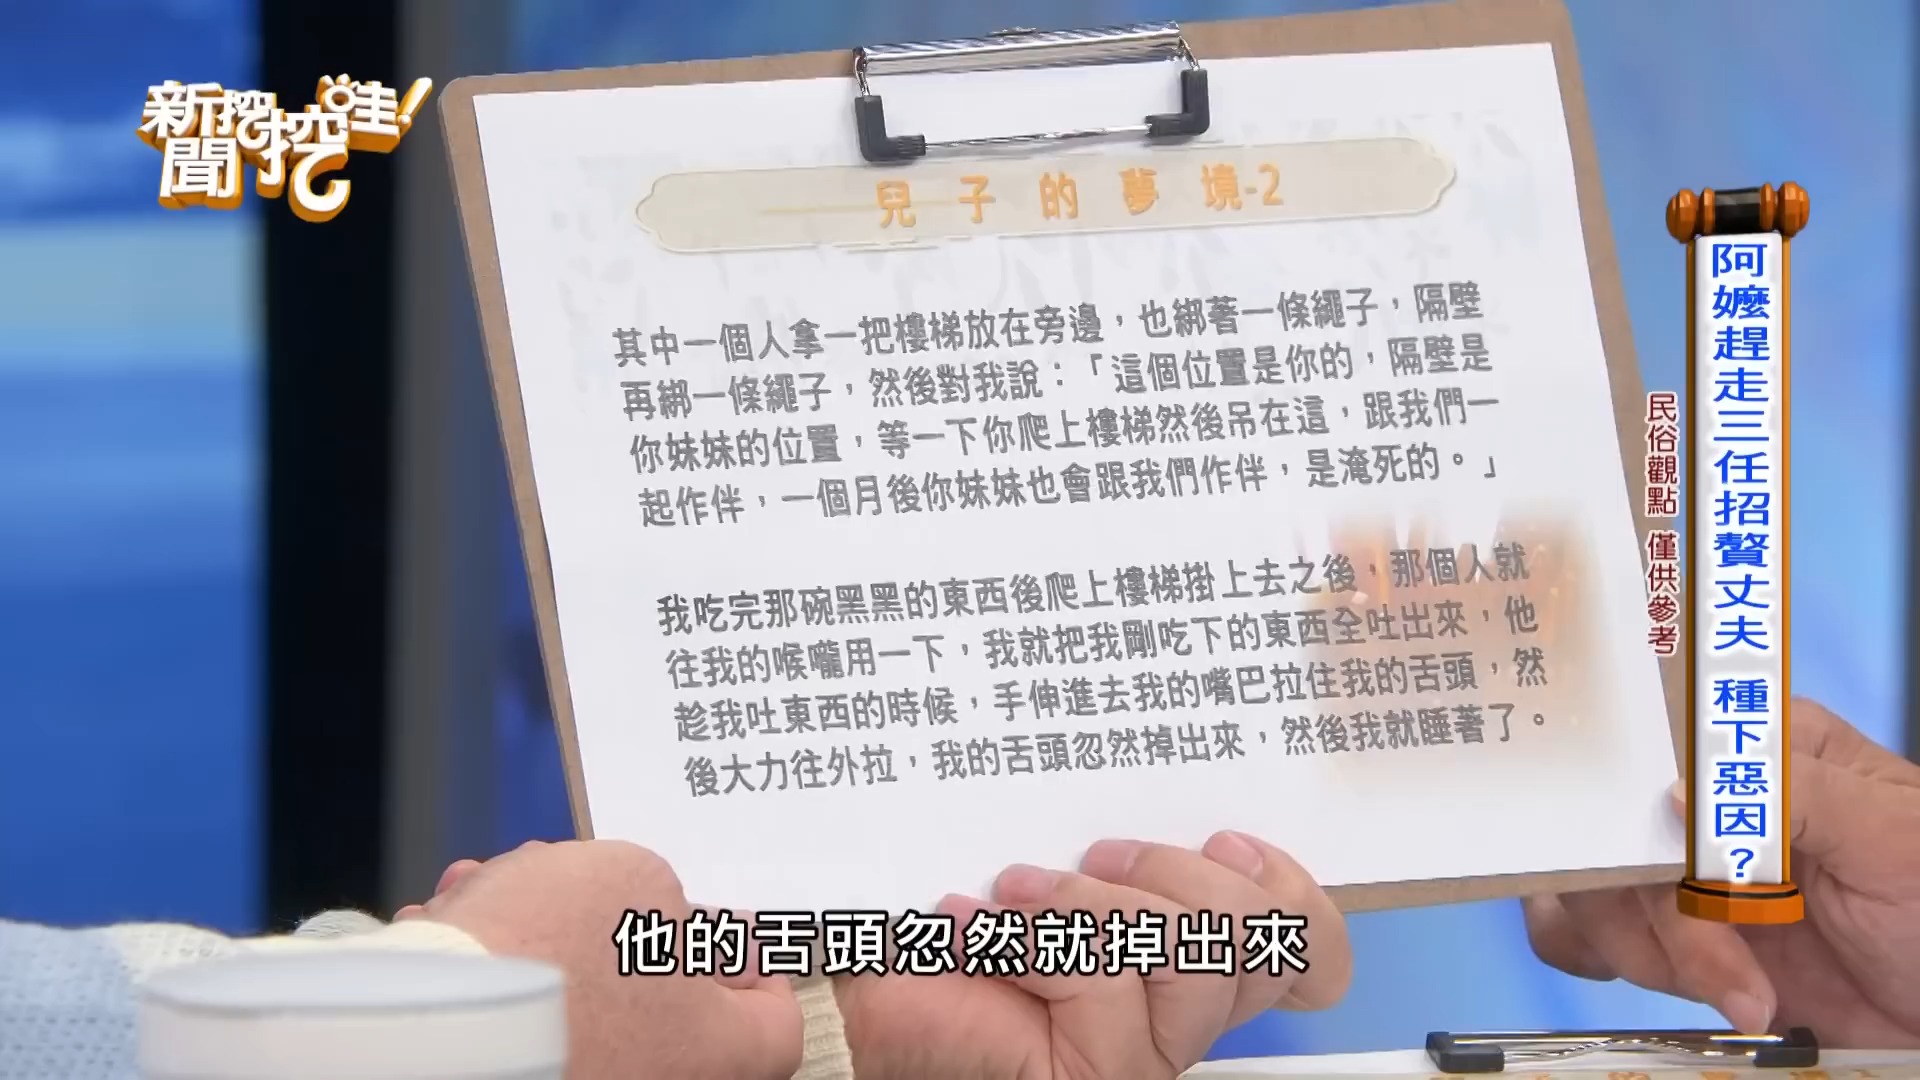 新聞挖挖哇!
兒子的夢境-2
其中一個人拿一把樓梯放在旁邊，也綁著一條繩子，隔壁
再綁一條繩子，然後對我說：「這個位置是你的，隔壁是
你妹妹的位置，等一下你爬上樓梯然後吊在這，跟我們一
起作伴，一個月後你妹妹也會跟我們作伴，是淹死的。」
我吃完那碗黑黑的東西後爬上樓梯掛上去之後，那個人就
往我的喉嚨用一下，我就把我剛吃下的東西全吐出來，他
趁我吐東西的時候，手伸進去我的嘴巴拉住我的舌頭，然
後大力往外拉，我的舌頭忽然掉出來，然後我就睡著了。
阿嬤趕走三任招贅丈夫 種下惡因？
民俗觀點 僅供參考
他的舌頭忽然就掉出來